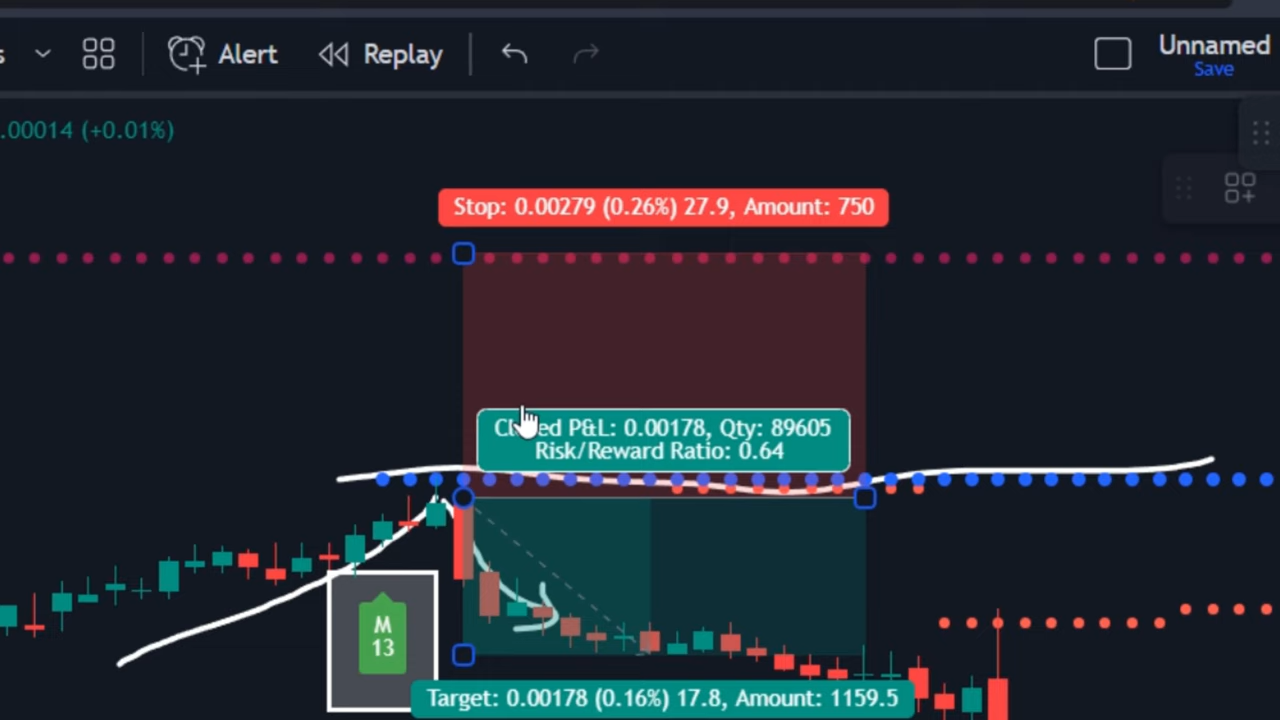 s
Alert
Replay
Unnamed
Save
.00014 (+0.01%)
Stop: 0.00279 (0.26%) 27.9, Amount: 750
P&L: 0.00178, Qty: 89605
Risk/Reward Ratio: 0.64
M
13
Target: 0.00178 (0.16%) 17.8, Amount: 1159.5